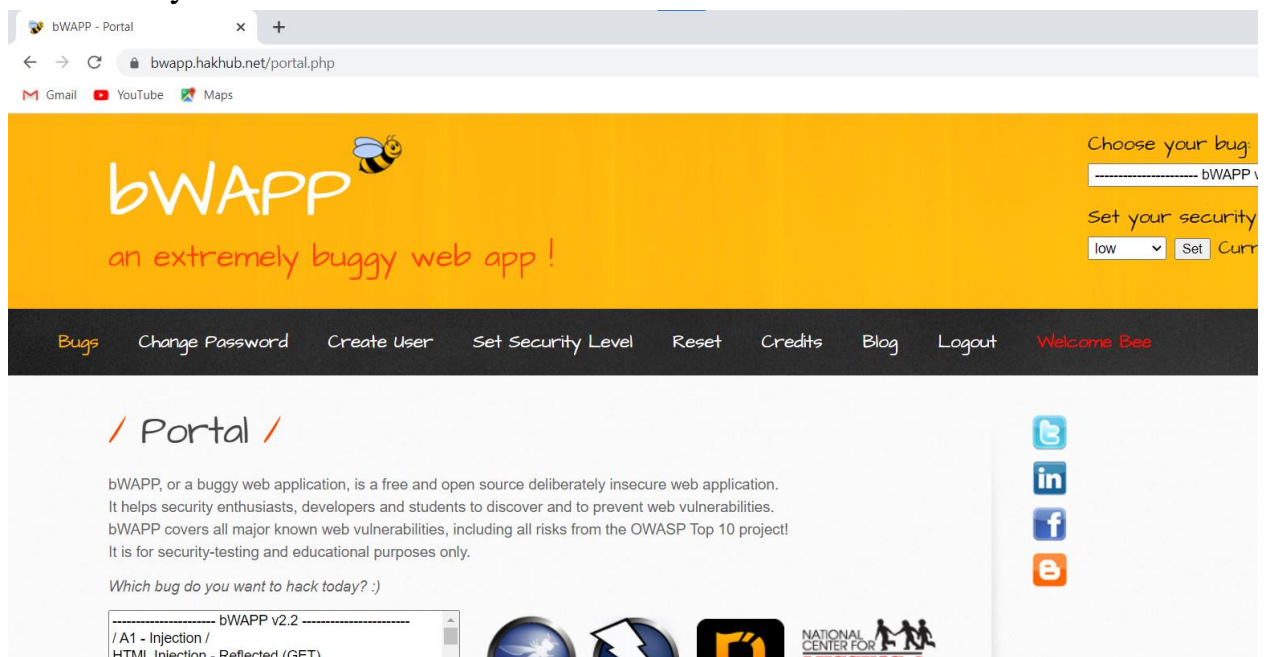 y
bWAPP - Portal
bwapp.hakhub.net/portal.php
Gmail YouTube Maps
bWAPP
an extremely buggy web app !
Choose your bug:
---------------------- bWAPP v
Set your security
low Set Curr
Bugs Change Password Create User Set Security Level Reset Credits Blog Logout Welcome Bee
/ Portal /
bWAPP, or a buggy web application, is a free and open source deliberately insecure web application.
It helps security enthusiasts, developers and students to discover and to prevent web vulnerabilities.
bWAPP covers all major known web vulnerabilities, including all risks from the OWASP Top 10 project!
It is for security-testing and educational purposes only.
Which bug do you want to hack today? :)
---------------------- bWAPP v2.2 -----------------------
/ A1 - Injection /
HTML Injection - Reflected (GET)
NATIONAL
CENTER FOR